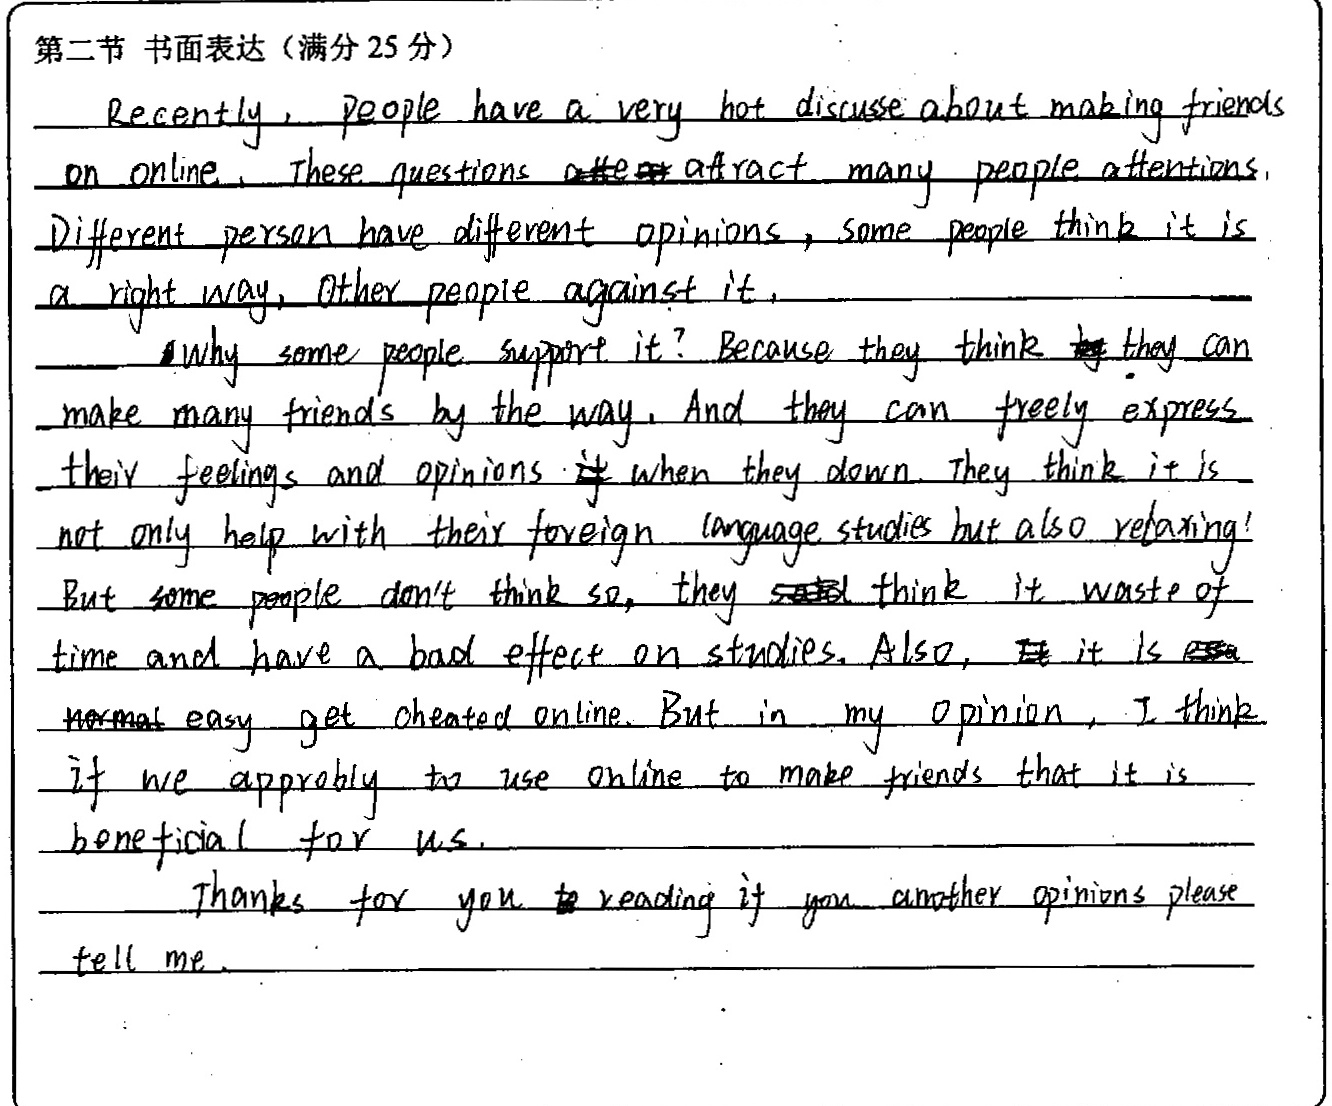 第二节 书面表达（满分 25 分）
Recently, people have a very hot discusse about making friends
on online. These questions attract many people attentions.
Different person have different opinions, some people think it is
a right way, Other people against it.
Why some people support it? Because they think they can
make many friends by the way. And they can freely express
their feelings and opinions when they down. They think it is
not only help with their foreign language studies but also relaxing!
But some people don't think so, they think it waste of
time and have a bad effect on studies. Also, it is
easy get cheated online. But in my opinion, I think
if we approbly to use online to make friends that it is
beneficial for us.
Thanks for you reading if you another opinions please
tell me.